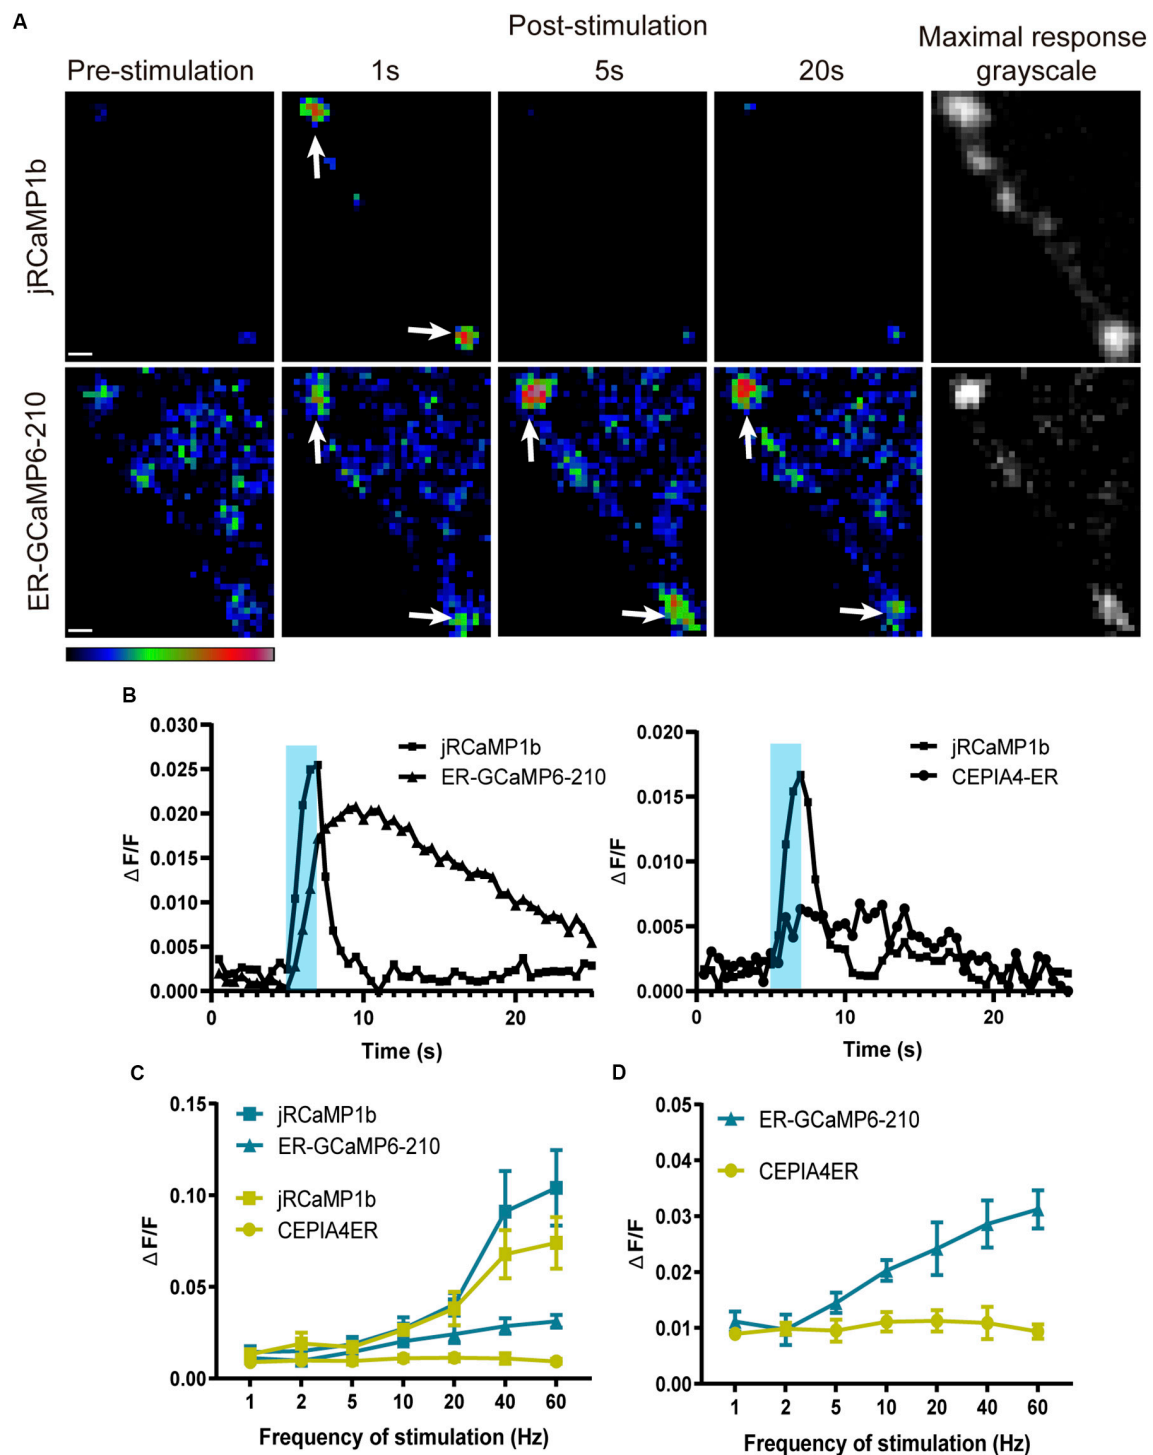 A
Post-stimulation
Maximal response
Pre-stimulation 1s 5s 20s grayscale
jRCaMP1b
ER-GCaMP6-210
B
0.030
0.025
0.020
0.015
0.010
0.005
0.000
ΔF/F
jRCaMP1b
ER-GCaMP6-210
0 10 20
Time (s)
0.020
0.015
0.010
0.005
0.000
ΔF/F
jRCaMP1b
CEPIA4-ER
0 10 20
Time (s)
C
0.15
0.10
0.05
0.00
ΔF/F
jRCaMP1b
ER-GCaMP6-210
jRCaMP1b
CEPIA4ER
1 2 5 10 20 40 60
Frequency of stimulation (Hz)
D
0.05
0.04
0.03
0.02
0.01
0.00
ΔF/F
ER-GCaMP6-210
CEPIA4ER
1 2 5 10 20 40 60
Frequency of stimulation (Hz)